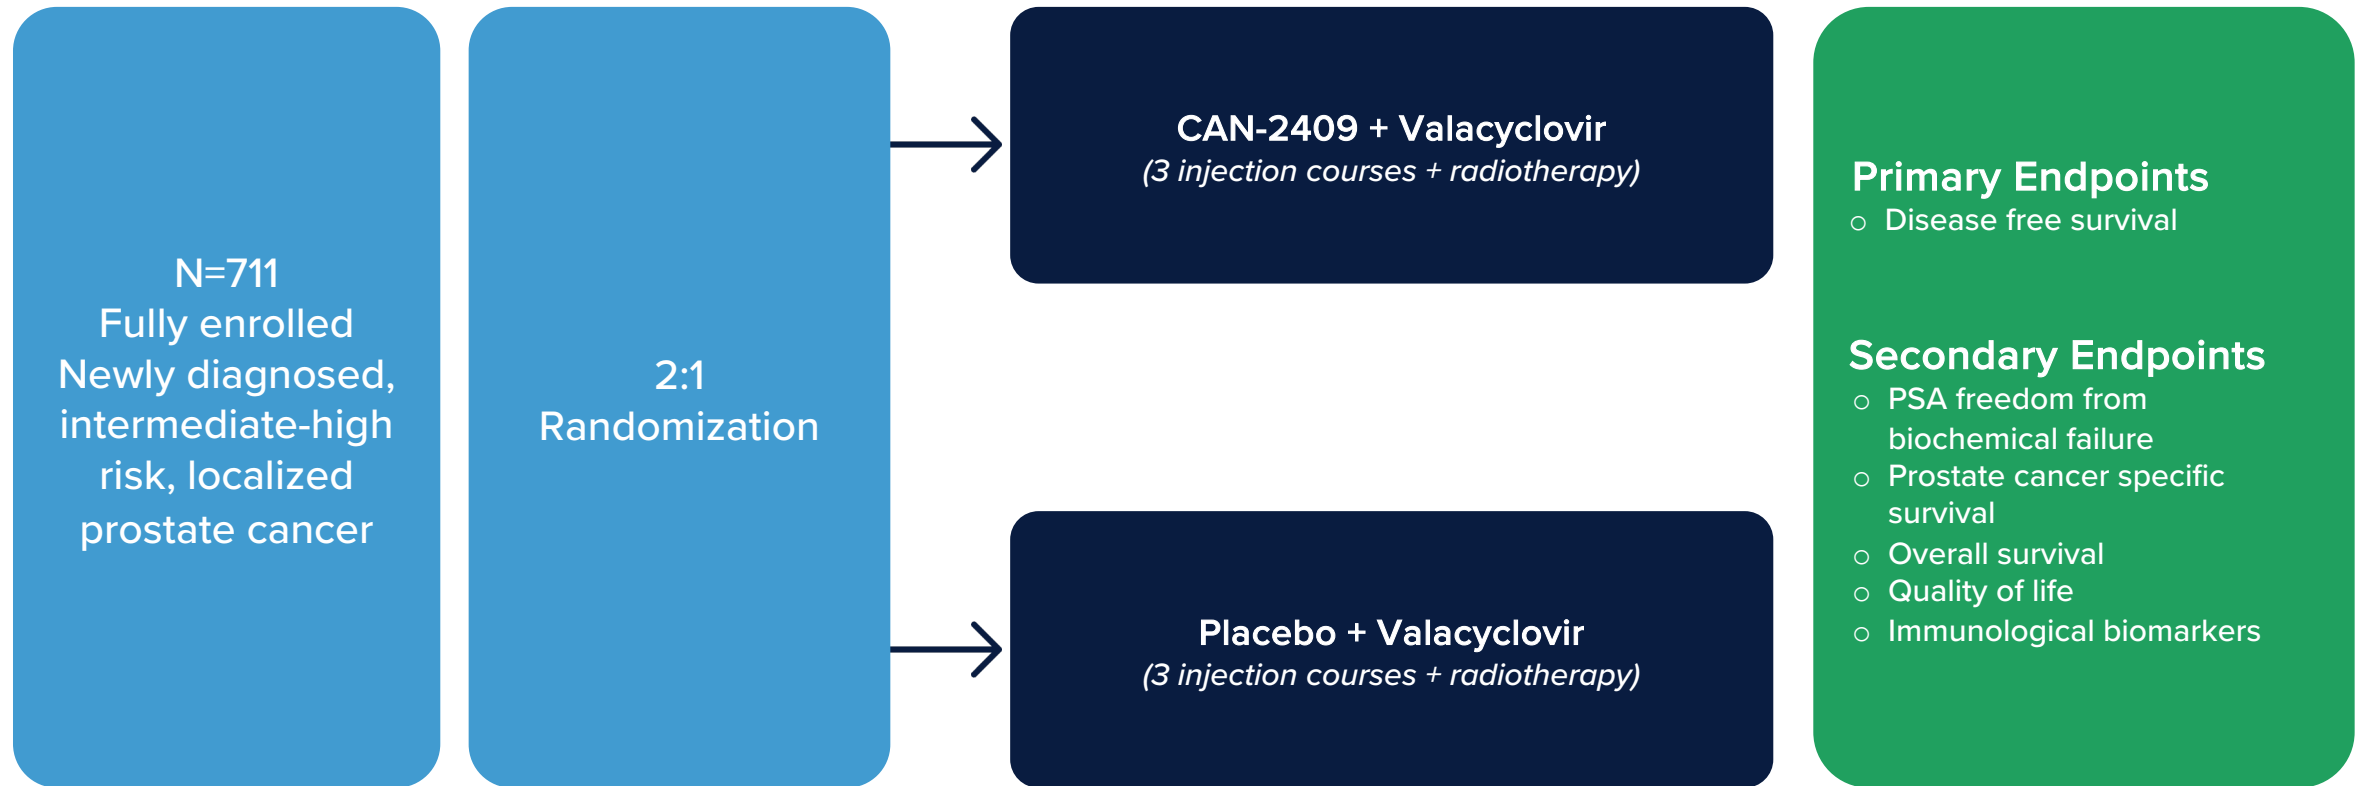 N=711
Fully enrolled
Newly diagnosed,
intermediate-high
risk, localized
prostate cancer
2:1
Randomization
CAN-2409 + Valacyclovir
(3 injection courses + radiotherapy)
Placebo + Valacyclovir
(3 injection courses + radiotherapy)
Primary Endpoints
○ Disease free survival
Secondary Endpoints
○ PSA freedom from
biochemical failure
○ Prostate cancer specific
survival
○ Overall survival
○ Quality of life
○ Immunological biomarkers